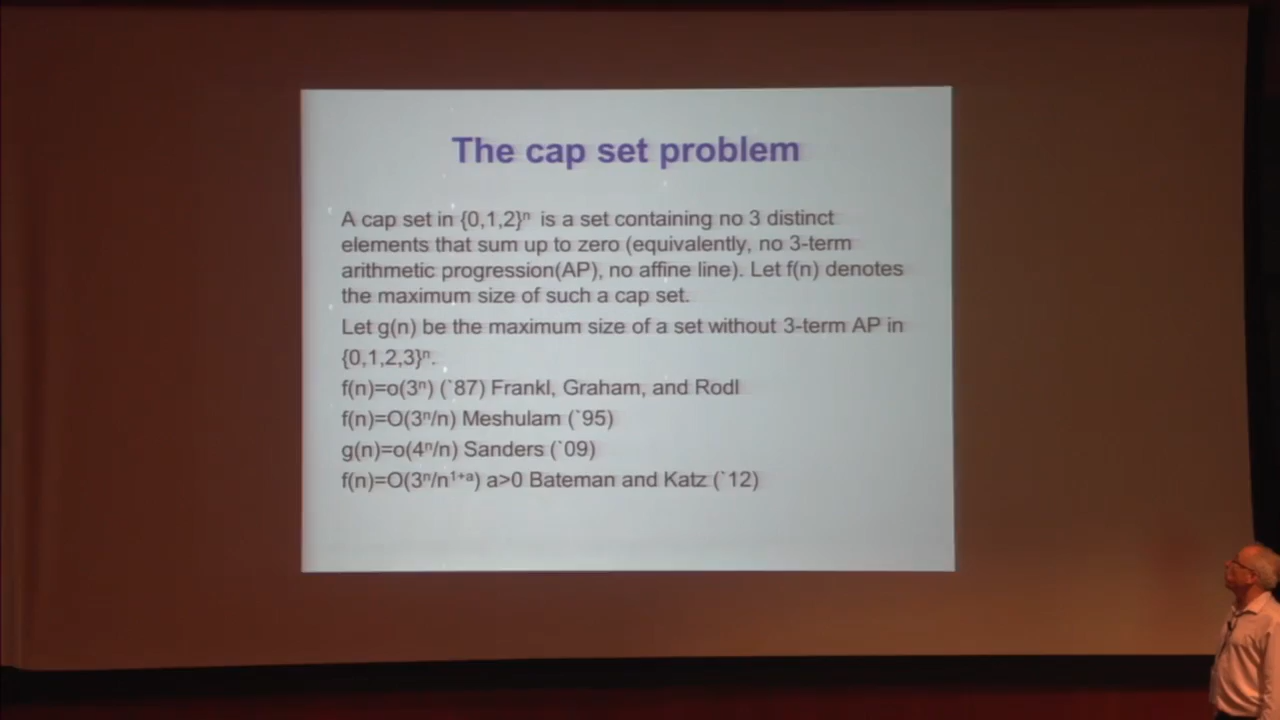 The cap set problem
A cap set in {0,1,2}ⁿ is a set containing no 3 distinct
elements that sum up to zero (equivalently, no 3-term
arithmetic progression(AP), no affine line). Let f(n) denotes
the maximum size of such a cap set.
Let g(n) be the maximum size of a set without 3-term AP in
{0,1,2,3}ⁿ.
f(n)=o(3ⁿ) (`87) Frankl, Graham, and Rodl
f(n)=O(3ⁿ/n) Meshulam (`95)
g(n)=o(4ⁿ/n) Sanders (`09)
f(n)=O(3ⁿ/n¹⁺ᵃ) a>0 Bateman and Katz (`12)